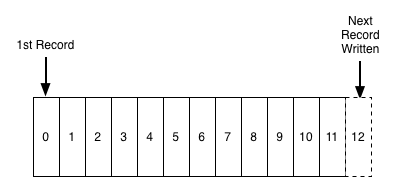 Next
Record
Written
1st Record
0 1 2 3 4 5 6 7 8 9 10 11 12